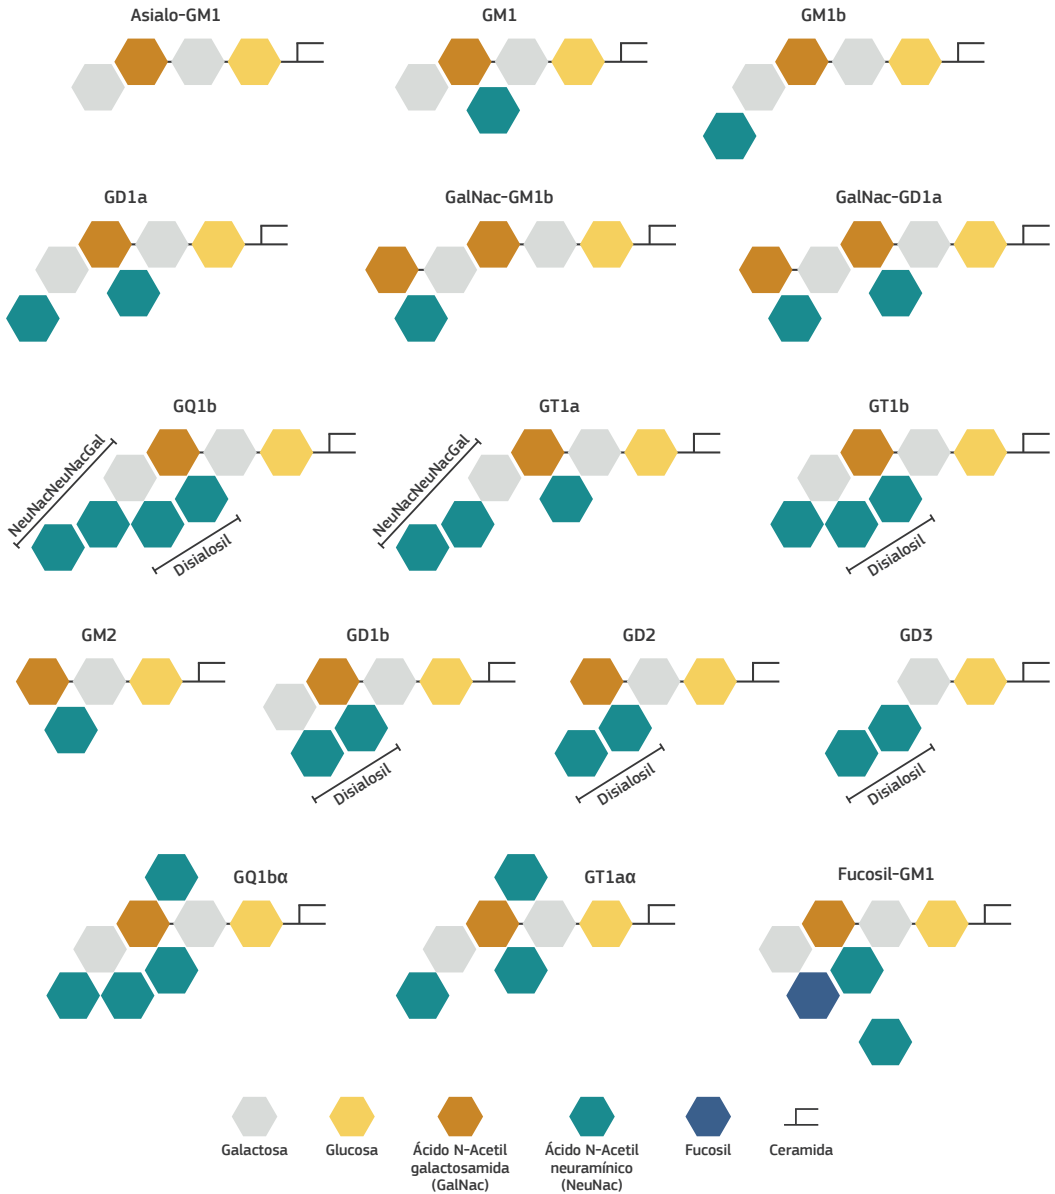 Asialo-GM1
GM1
GM1b
GD1a
GalNac-GM1b
GalNac-GD1a
GQ1b
GT1a
GT1b
NeuNacNeuNacGal
Disialosil
NeuNacNeuNacGal
Disialosil
GM2
GD1b
GD2
GD3
Disialosil
Disialosil
Disialosil
GQ1bα
GT1aα
Fucosil-GM1
Galactosa
Glucosa
Ácido N-Acetil
galactosamida
(GalNac)
Ácido N-Acetil
neuramínico
(NeuNac)
Fucosil
Ceramida